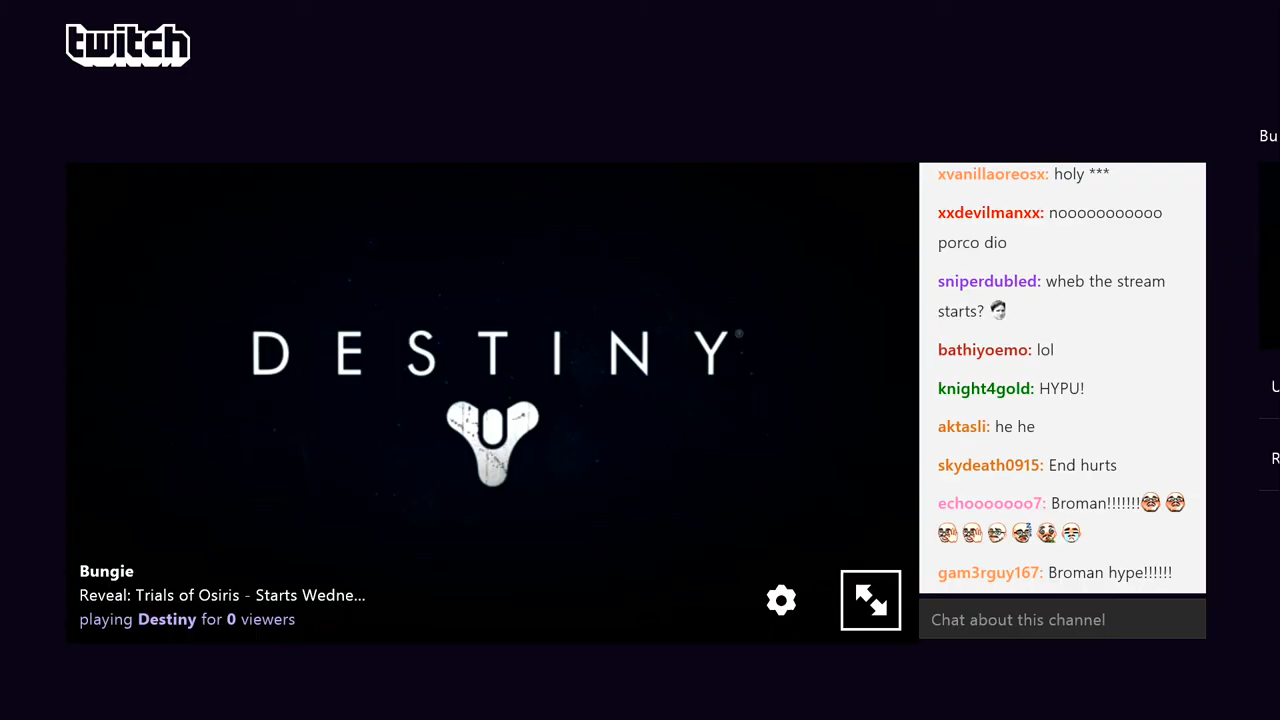 twitch
Bu
xvanillaoreosx: holy ***
xxdevilmanxx: nooooooooooo
porco dio
sniperdubled: wheb the stream
starts?
bathiyoemo: lol
knight4gold: HYPU!
aktasli: he he
skydeath0915: End hurts
echooooooo7: Broman!!!!!!!
gam3rguy167: Broman hype!!!!!!
Chat about this channel
DESTINY®
Bungie
Reveal: Trials of Osiris - Starts Wedne...
playing Destiny for 0 viewers
U
R